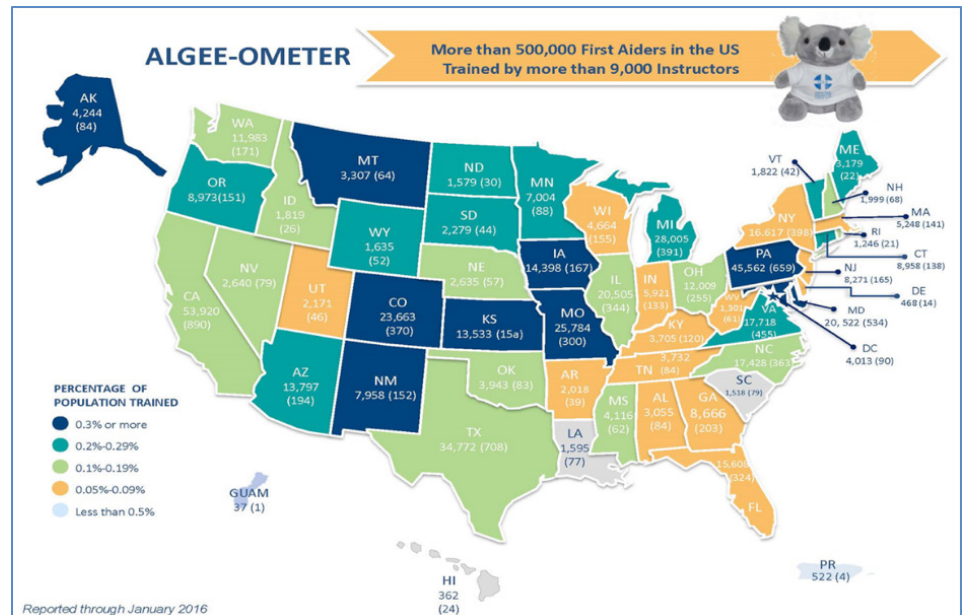 ALGEE-OMETER
More than 500,000 First Aiders in the US
Trained by more than 9,000 Instructors
AK
4,244
(84)
WA
11,983
(171)
OR
8,973(151)
ID
1,819
(26)
MT
3,307 (64)
ND
1,579 (30)
MN
7,004
(88)
WI
4,664
(155)
MI
28,005
(391)
VT
1,822 (42)
ME
3,179
(22)
NH
1,999 (68)
MA
5,248 (141)
RI
1,246 (21)
CT
8,958 (138)
NJ
8,271 (165)
DE
468 (14)
MD
20, 522 (534)
DC
4,013 (90)
NY
16,617 (398)
PA
45,562 (659)
WY
1,635
(52)
SD
2,279 (44)
IA
14,398 (167)
NE
2,635 (57)
NV
2,640 (79)
UT
2,171
(46)
CA
53,920
(890)
CO
23,663
(370)
KS
13,533 (15a)
MO
25,784
(300)
IL
20,505
(344)
IN
5,921
(133)
OH
12,009
(255)
WV
1,301
(61)
VA
17,718
(455)
KY
3,705 (120)
NC
17,428 (363)
TN
3,732
(84)
SC
1,518 (79)
AZ
13,797
(194)
NM
7,958 (152)
OK
3,943 (83)
AR
2,018
(39)
MS
4,116
(62)
AL
3,055
(84)
GA
8,666
(203)
LA
1,595
(77)
TX
34,772 (708)
FL
15,608
(324)
PERCENTAGE OF
POPULATION TRAINED
0.3% or more
0.2%-0.29%
0.1%-0.19%
0.05%-0.09%
Less than 0.5%
GUAM
37 (1)
HI
362
(24)
PR
522 (4)
Reported through January 2016